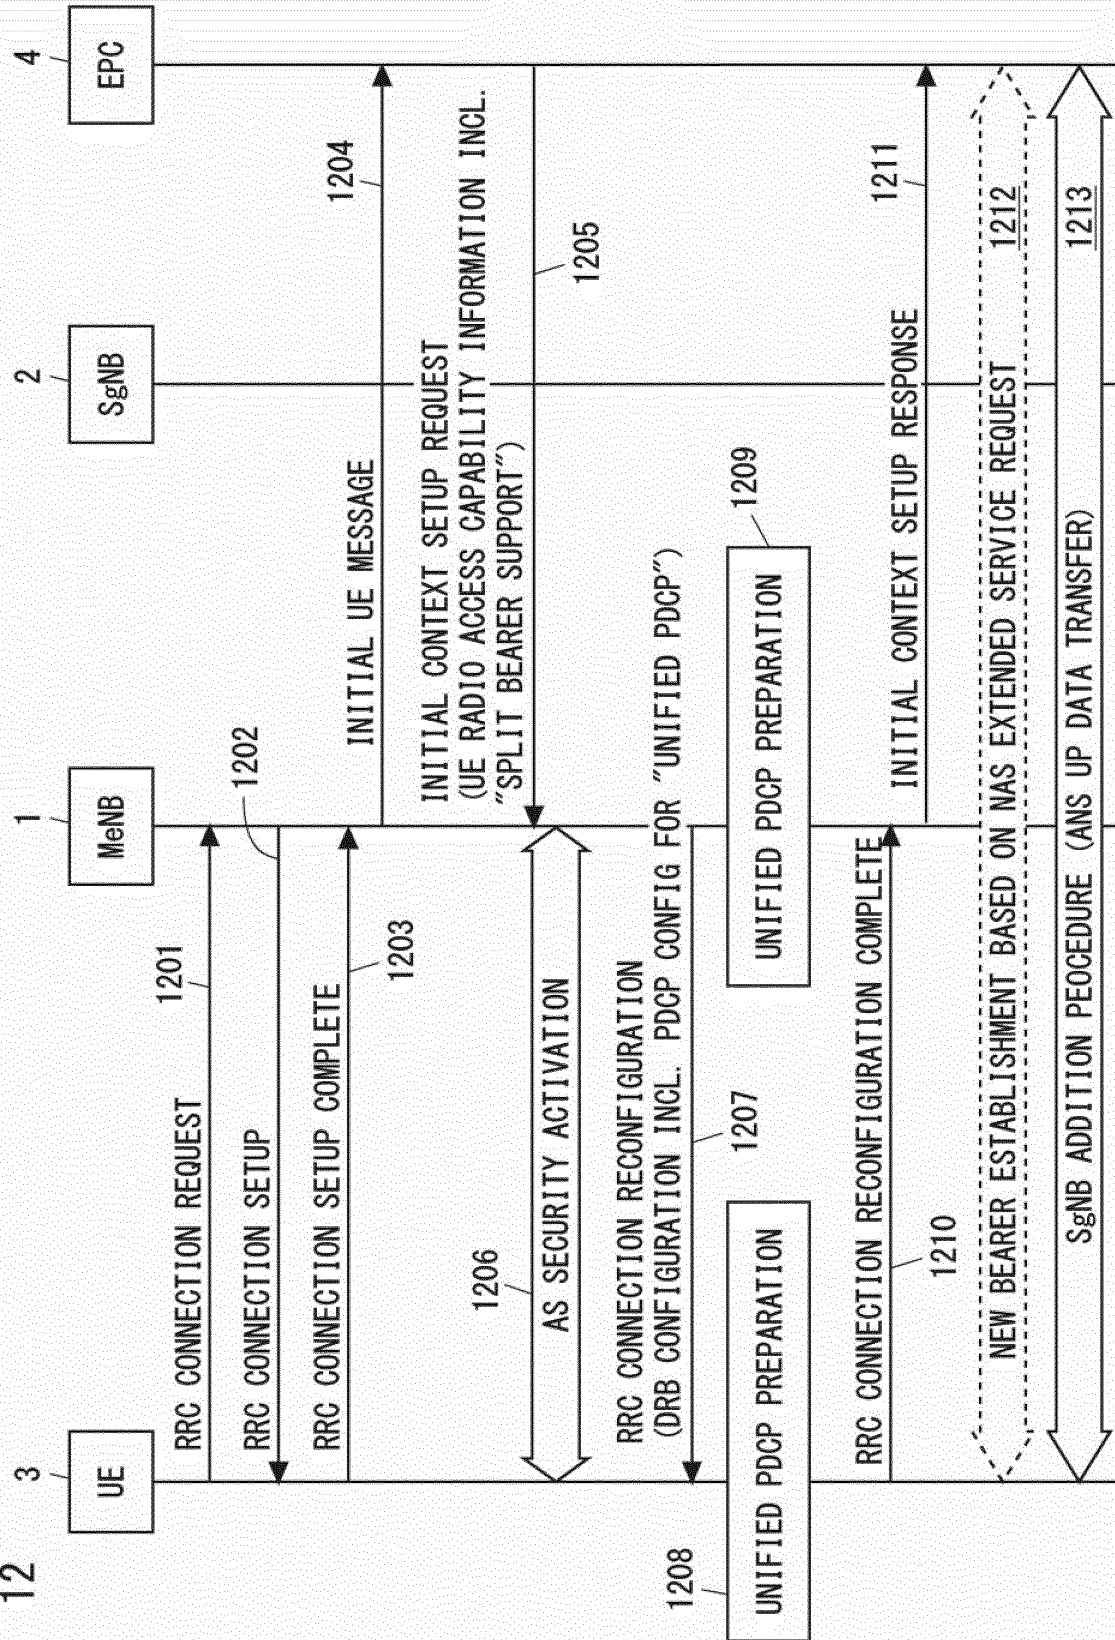 12
3
UE
1
MeNB
2
SgNB
4
EPC
RRC CONNECTION REQUEST
1201
RRC CONNECTION SETUP
1202
RRC CONNECTION SETUP COMPLETE
1203
INITIAL UE MESSAGE
1204
INITIAL CONTEXT SETUP REQUEST
(UE RADIO ACCESS CAPABILITY INFORMATION INCL.
"SPLIT BEARER SUPPORT")
1205
1206
AS SECURITY ACTIVATION
RRC CONNECTION RECONFIGURATION
(DRB CONFIGURATION INCL. PDCP CONFIG FOR "UNIFIED PDCP")
1207
1208
UNIFIED PDCP PREPARATION
UNIFIED PDCP PREPARATION
1209
RRC CONNECTION RECONFIGURATION COMPLETE
1210
INITIAL CONTEXT SETUP RESPONSE
1211
NEW BEARER ESTABLISHMENT BASED ON NAS EXTENDED SERVICE REQUEST
1212
SgNB ADDITION PEOCEDURE (ANS UP DATA TRANSFER)
1213